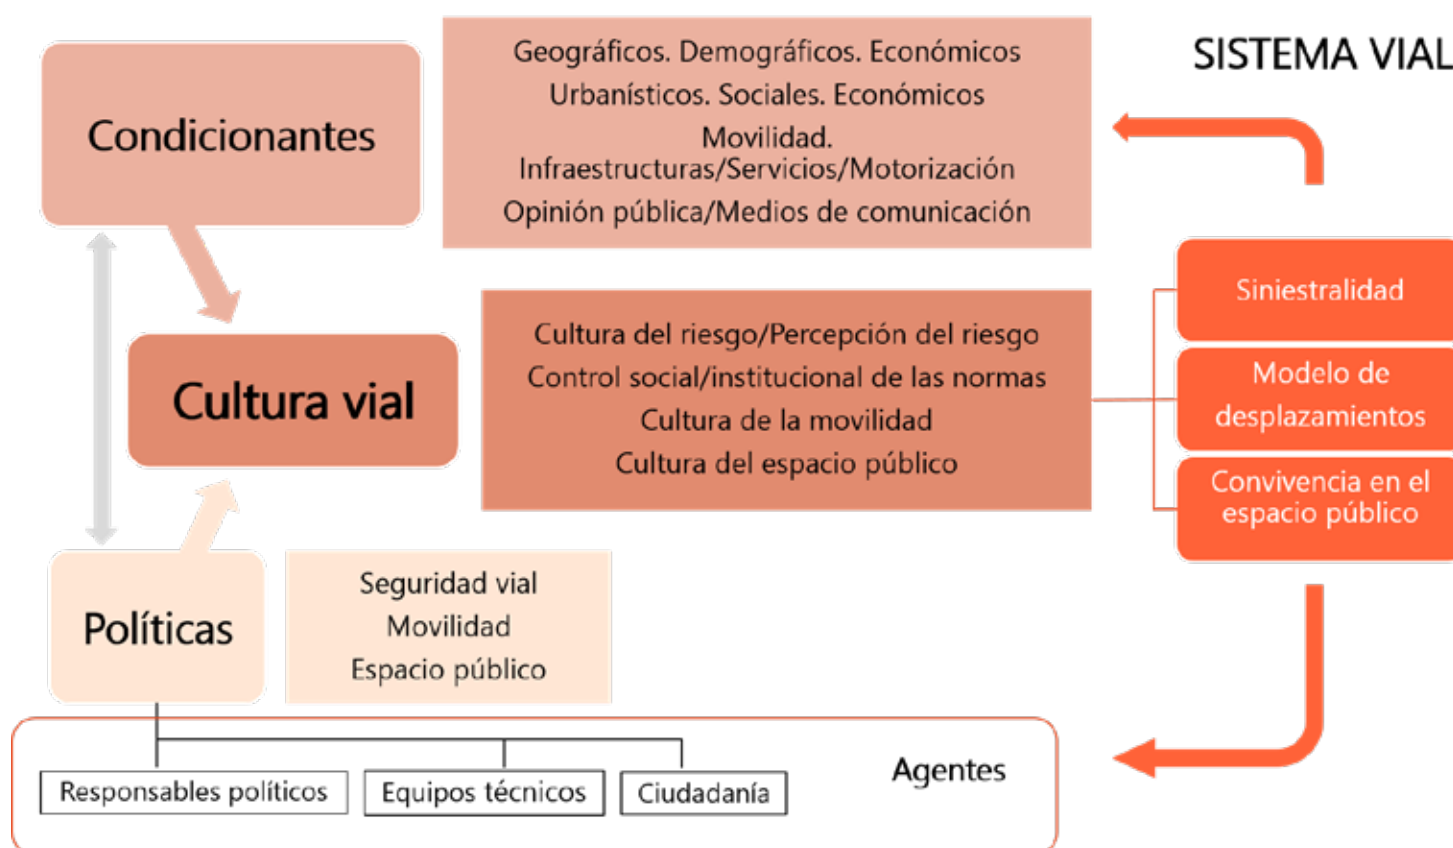 SISTEMA VIAL
Condicionantes
Geográficos. Demográficos. Económicos
Urbanísticos. Sociales. Económicos
Movilidad.
Infraestructuras/Servicios/Motorización
Opinión pública/Medios de comunicación
Cultura vial
Cultura del riesgo/Percepción del riesgo
Control social/institucional de las normas
Cultura de la movilidad
Cultura del espacio público
Siniestralidad
Modelo de
desplazamientos
Convivencia en el
espacio público
Políticas
Seguridad vial
Movilidad
Espacio público
Agentes
Responsables políticos
Equipos técnicos
Ciudadanía